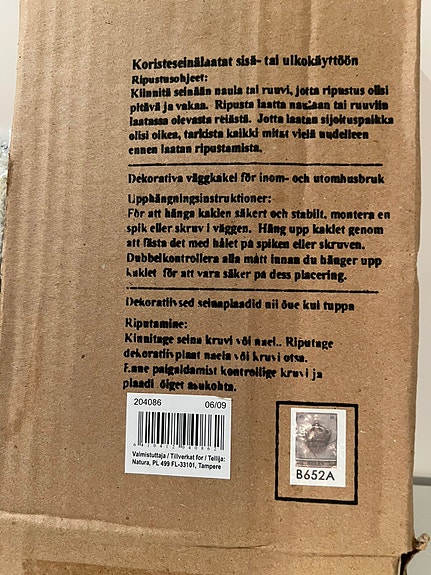 Koristeseinälaatat sisä- tai ulkokäyttöön
Ripustusohjeet:
Kiinnitä seinään naula tai ruuvi, jotta ripustus olisi
pitävä ja vakaa. Ripusta laatta naulaan tai ruuviin
laatassa olevasta reiästä. Jotta laatan sijoituspaikka
olisi oiken, tarkista kaikki mitat vielä uudelleen
ennen laatan ripustamista.
Dekorativa väggkakel för inom- och utomhusbruk
Upphängningsinstruktioner:
För att hänga kaklen säkert och stabilt, montera en
spik eller skruv i väggen. Häng upp kaklet genom
att fästa det med hålet på spiken eller skruven.
Dubbelkontrollera alla mått innan du hänger upp
kaklet för att vara säker på dess placering.
Dekoratiivsed seinaplaadid nii õue kui tuppa
Riputamine:
Kinnitage seina kruvi või nael.. Riputage
dekoratiivplaat naela või kruvi otsa.
Enne paigaldamist kontrollige kruvi ja
plaadi õiget asukohta.
204086 06/09
6 419412 040862
Valmistuttaja / Tillverkat for / Tellija:
Natura, PL 499 FL-33101, Tampere
B652A